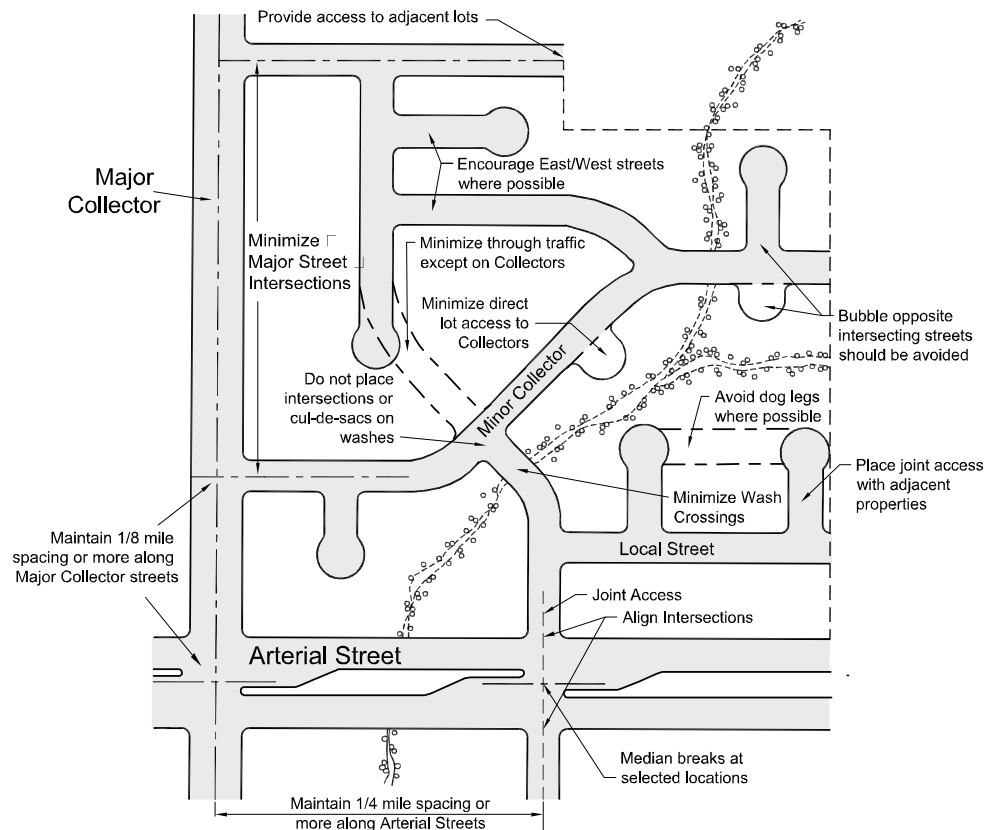 Provide access to adjacent lots
Major
Collector
Encourage East/West streets
where possible
Minimize
Major Street
Intersections
Minimize through traffic
except on Collectors
Minimize direct
lot access to
Collectors
Bubble opposite
intersecting streets
should be avoided
Do not place
intersections or
cul-de-sacs on
washes
Minor Collector
Avoid dog legs
where possible
Place joint access
with adjacent
properties
Minimize Wash
Crossings
Maintain 1/8 mile
spacing or more along
Major Collector streets
Local Street
Joint Access
Align Intersections
Arterial Street
Median breaks at
selected locations
Maintain 1/4 mile spacing or
more along Arterial Streets